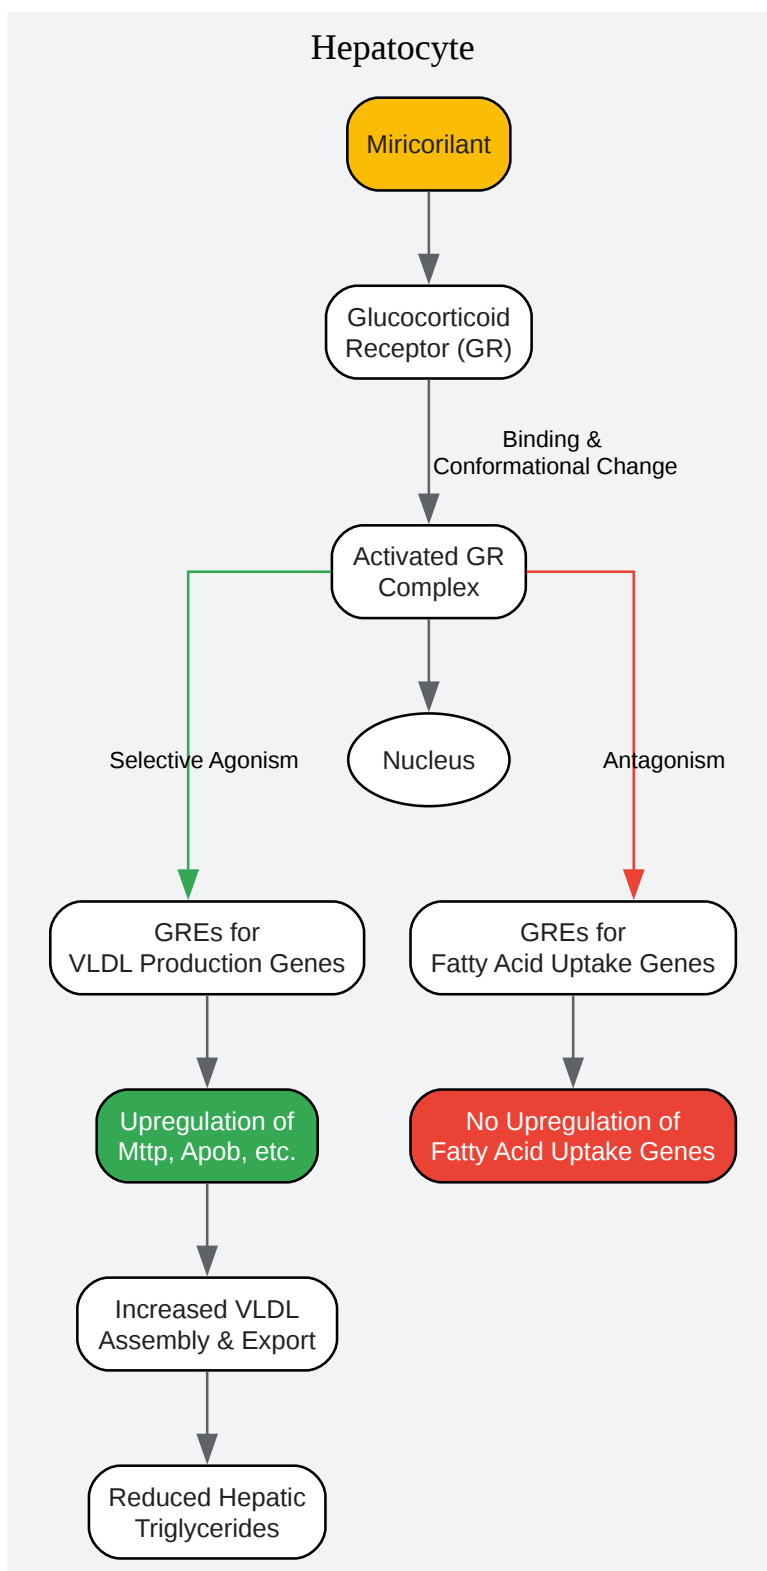 Hepatocyte
Miricorilant
Glucocorticoid
Receptor (GR)
Binding &
Conformational Change
Activated GR
Complex
Selective Agonism
Nucleus
Antagonism
GREs for
VLDL Production Genes
GREs for
Fatty Acid Uptake Genes
Upregulation of
Mttp, Apob, etc.
No Upregulation of
Fatty Acid Uptake Genes
Increased VLDL
Assembly & Export
Reduced Hepatic
Triglycerides